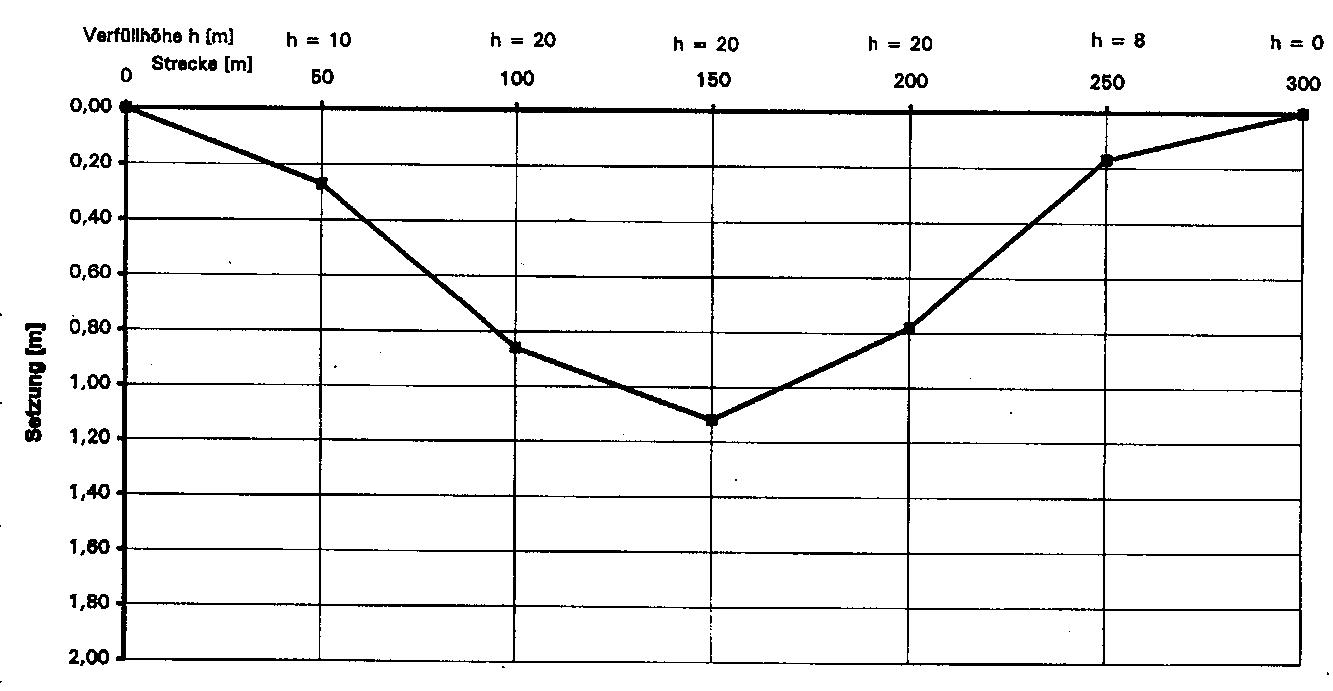 Verfüllhöhe h [m] h = 10 h = 20 h = 20 h = 20 h = 8 h = 0
Strecke [m]
0 50 100 150 200 250 300
0,00
0,20
0,40
0,60
0,80
1,00
1,20
1,40
1,60
1,80
2,00
Setzung [m]